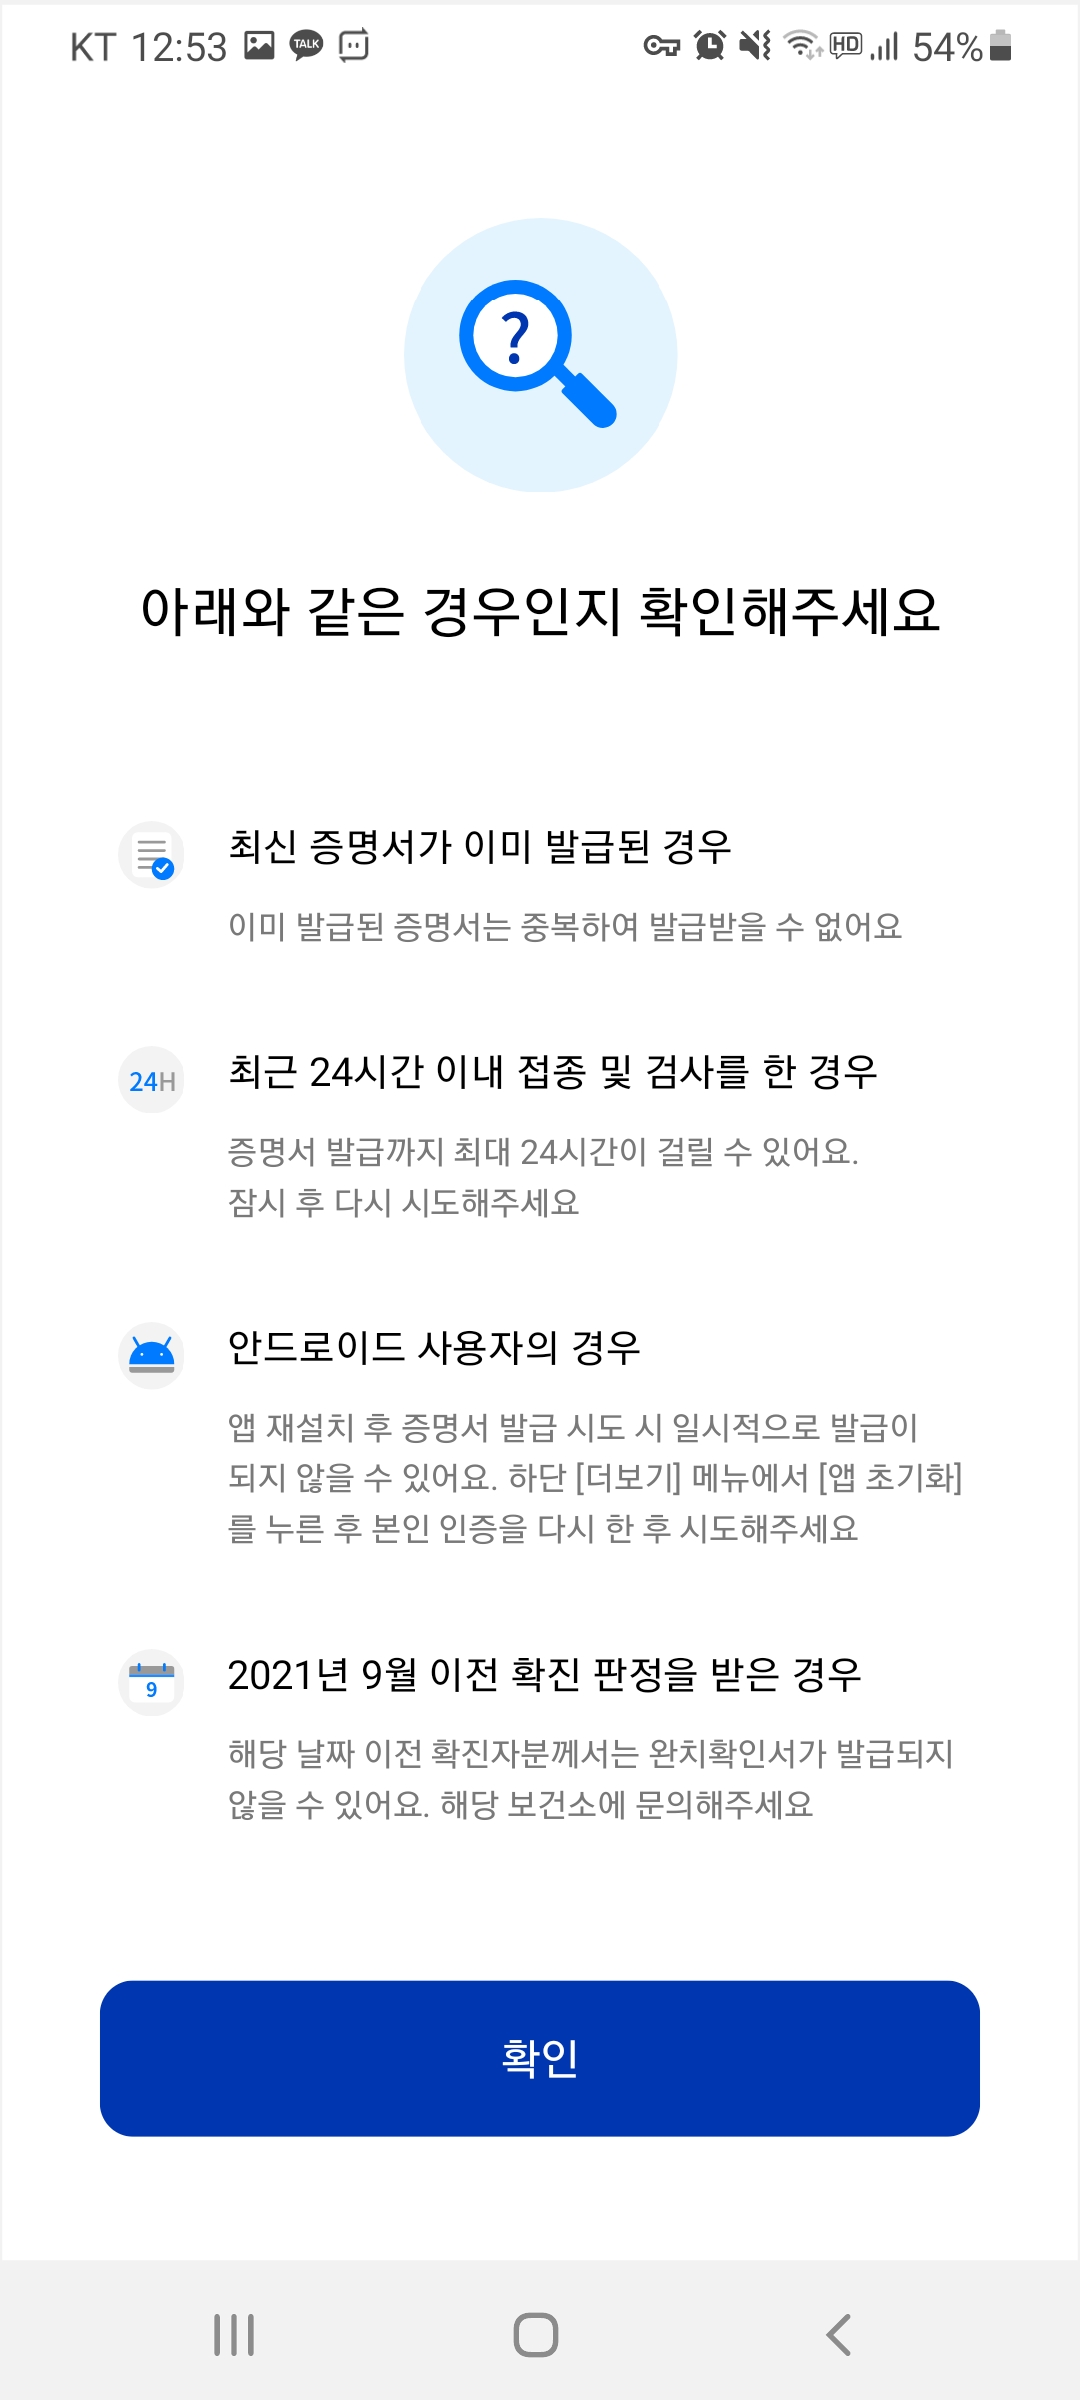 KT 12:53 TALK HD 54%
?
아래와 같은 경우인지 확인해주세요
최신 증명서가 이미 발급된 경우
이미 발급된 증명서는 중복하여 발급받을 수 없어요
24H
최근 24시간 이내 접종 및 검사를 한 경우
증명서 발급까지 최대 24시간이 걸릴 수 있어요.
잠시 후 다시 시도해주세요
안드로이드 사용자의 경우
앱 재설치 후 증명서 발급 시도 시 일시적으로 발급이
되지 않을 수 있어요. 하단 [더보기] 메뉴에서 [앱 초기화]
를 누른 후 본인 인증을 다시 한 후 시도해주세요
9
2021년 9월 이전 확진 판정을 받은 경우
해당 날짜 이전 확진자분께서는 완치확인서가 발급되지
않을 수 있어요. 해당 보건소에 문의해주세요
확인